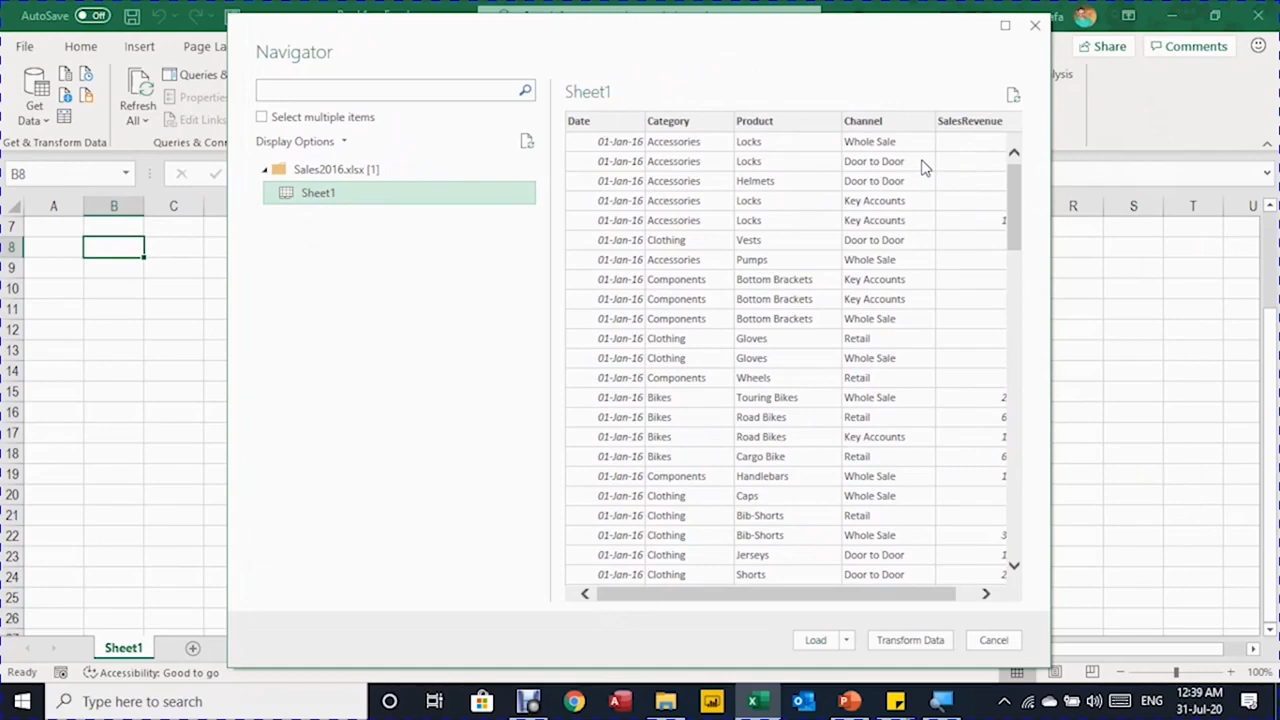 AutoSave Off
File Home Insert Page La
Share Comments
Get Data
Refresh All
Queries &
Properties
Edit Links
Get & Transform Data
Queries & Conn
B8
A B C
R S T U
7
8
9
10
11
12
13
14
15
16
17
18
19
20
21
22
23
24
25
26
Navigator
Select multiple items
Display Options
Sales2016.xlsx [1]
Sheet1
Sheet1
Date Category Product Channel SalesRevenue
01-Jan-16 Accessories Locks Whole Sale
01-Jan-16 Accessories Locks Door to Door
01-Jan-16 Accessories Helmets Door to Door
01-Jan-16 Accessories Locks Key Accounts
01-Jan-16 Accessories Locks Key Accounts 1
01-Jan-16 Clothing Vests Door to Door
01-Jan-16 Accessories Pumps Whole Sale
01-Jan-16 Components Bottom Brackets Key Accounts
01-Jan-16 Components Bottom Brackets Key Accounts
01-Jan-16 Components Bottom Brackets Whole Sale
01-Jan-16 Clothing Gloves Retail
01-Jan-16 Clothing Gloves Whole Sale
01-Jan-16 Components Wheels Retail
01-Jan-16 Bikes Touring Bikes Whole Sale 2
01-Jan-16 Bikes Road Bikes Retail 6
01-Jan-16 Bikes Road Bikes Key Accounts 1
01-Jan-16 Bikes Cargo Bike Retail 6
01-Jan-16 Components Handlebars Whole Sale 1
01-Jan-16 Clothing Caps Whole Sale
01-Jan-16 Clothing Bib-Shorts Retail
01-Jan-16 Clothing Bib-Shorts Whole Sale 3
01-Jan-16 Clothing Jerseys Door to Door 1
01-Jan-16 Clothing Shorts Door to Door 2
Load Transform Data Cancel
Sheet1
Ready Accessibility: Good to go 100%
Type here to search
ENG
12:39 AM
31-Jul-20